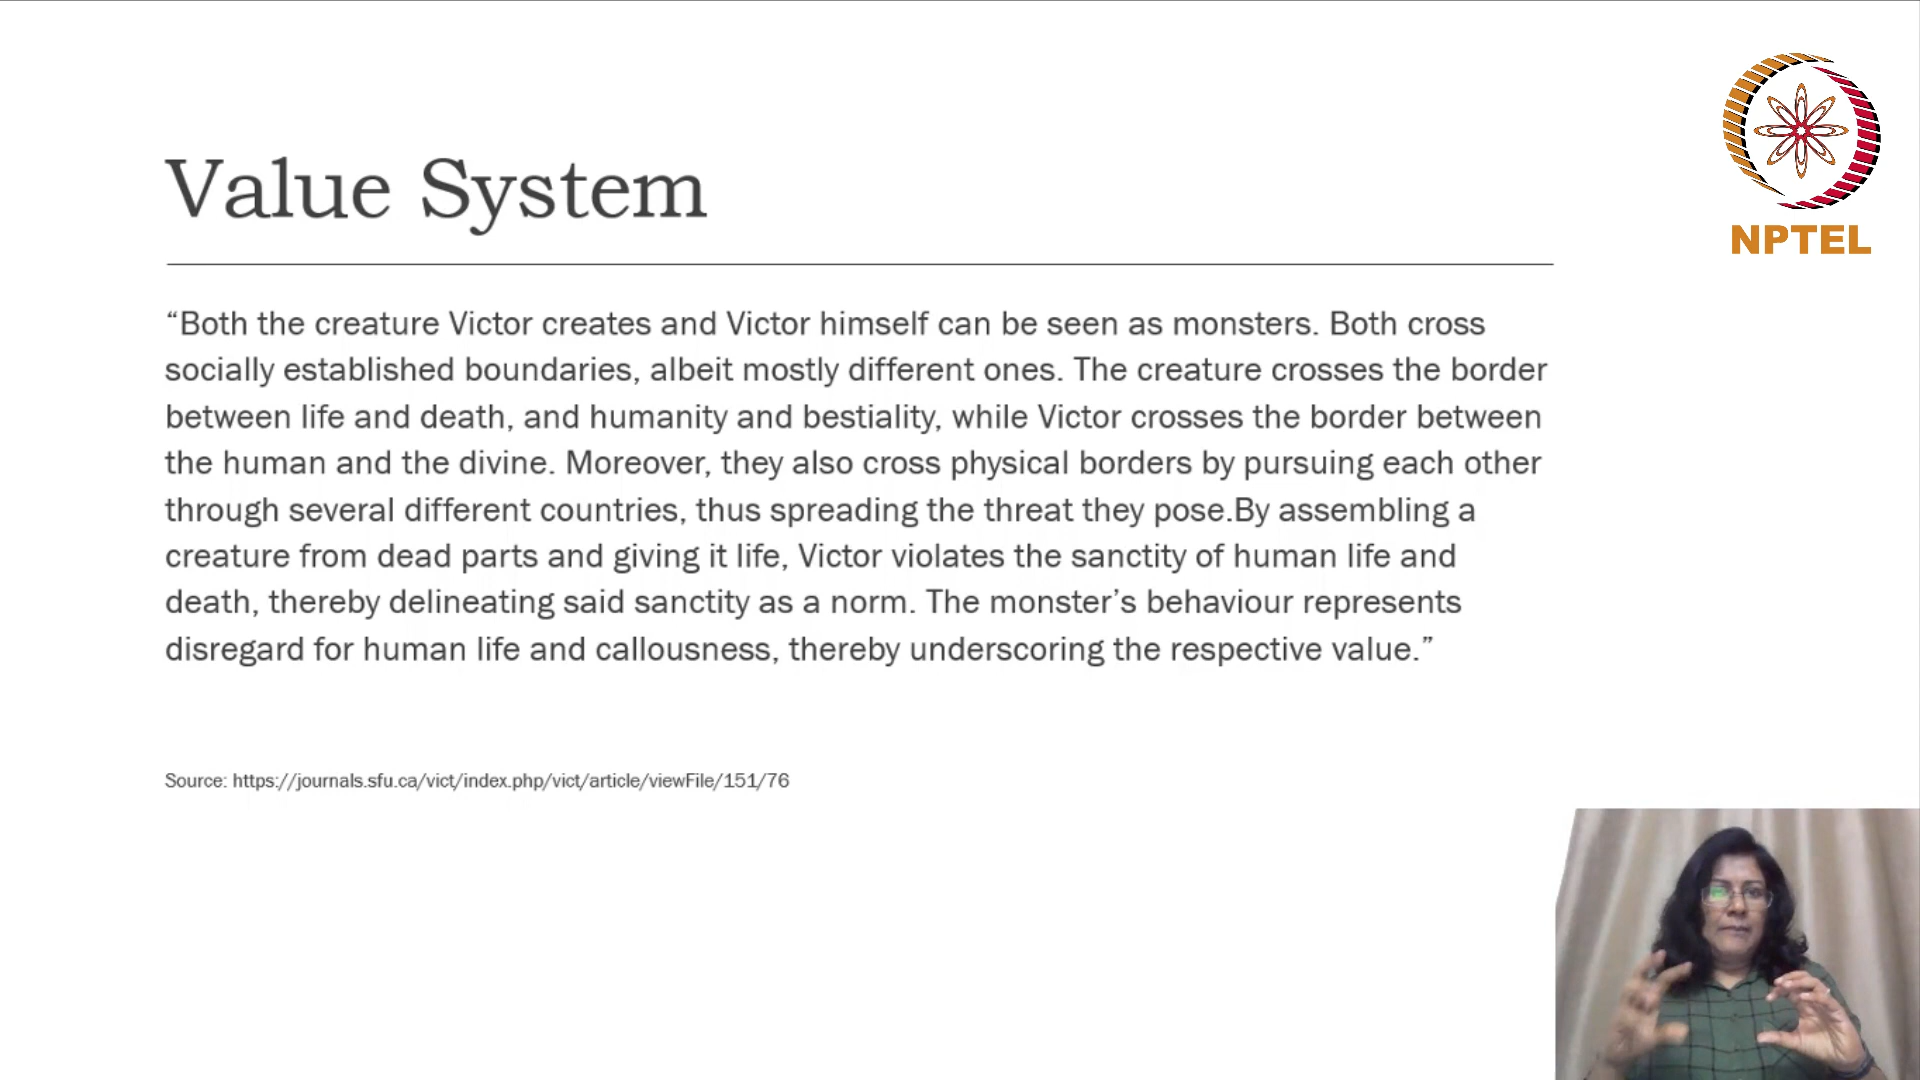 Value System
NPTEL
“Both the creature Victor creates and Victor himself can be seen as monsters. Both cross
socially established boundaries, albeit mostly different ones. The creature crosses the border
between life and death, and humanity and bestiality, while Victor crosses the border between
the human and the divine. Moreover, they also cross physical borders by pursuing each other
through several different countries, thus spreading the threat they pose.By assembling a
creature from dead parts and giving it life, Victor violates the sanctity of human life and
death, thereby delineating said sanctity as a norm. The monster’s behaviour represents
disregard for human life and callousness, thereby underscoring the respective value.”
Source: https://journals.sfu.ca/vict/index.php/vict/article/viewFile/151/76